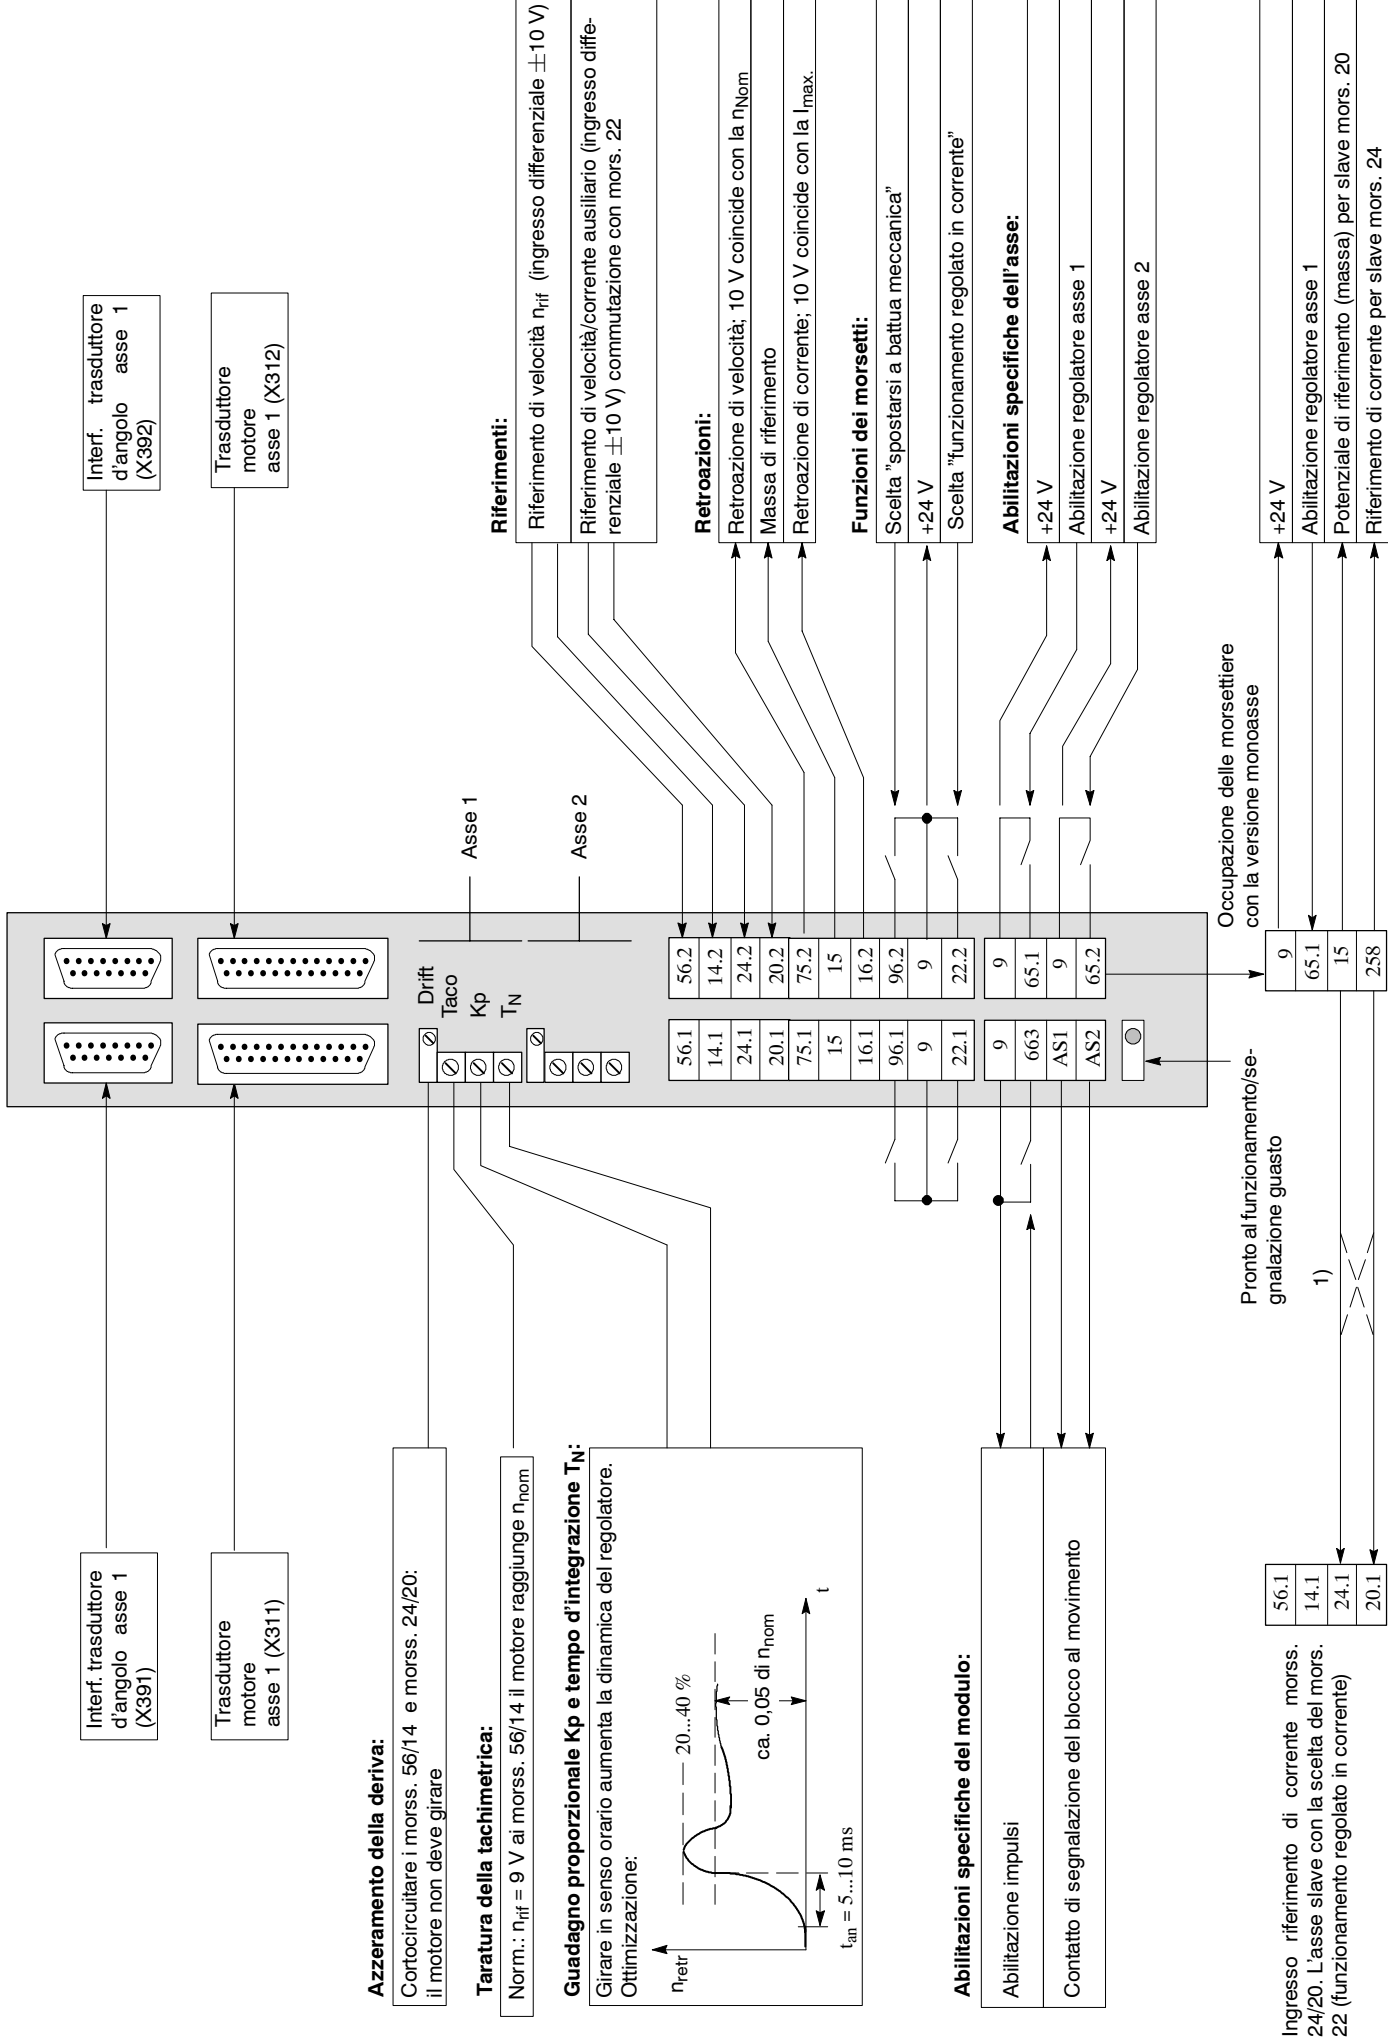 Interf. trasduttore
d'angolo asse 1
(X391)
Interf. trasduttore
d'angolo asse 1
(X392)
Trasduttore
motore
asse 1 (X311)
Trasduttore
motore
asse 1 (X312)
Azzeramento della deriva:
Cortocircuitare i morss. 56/14 e morss. 24/20:
il motore non deve girare
Taratura della tachimetrica:
Norm.: nrif = 9 V ai morss. 56/14 il motore raggiunge nnom
Guadagno proporzionale Kp e tempo d'integrazione TN:
Girare in senso orario aumenta la dinamica del regolatore.
Ottimizzazione:
nretr
20...40 %
ca. 0,05 di nnom
t
tan = 5...10 ms
Abilitazioni specifiche del modulo:
Abilitazione impulsi
Contatto di segnalazione del blocco al movimento
Drift
Taco
Kp
TN
Asse 1
Asse 2
56.1
14.1
24.1
20.1
75.1
15
16.1
96.1
9
22.1
9
663
AS1
AS2
56.2
14.2
24.2
20.2
75.2
15
16.2
96.2
9
22.2
9
65.1
9
65.2
Riferimenti:
Riferimento di velocità nrif (ingresso differenziale ±10 V)
Riferimento di velocità/corrente ausiliario (ingresso diffe-
renziale ±10 V) commutazione con mors. 22
Retroazioni:
Retroazione di velocità; 10 V coincide con la nNom
Massa di riferimento
Retroazione di corrente; 10 V coincide con la Imax.
Funzioni dei morsetti:
Scelta ”spostarsi a battua meccanica”
+24 V
Scelta ”funzionamento regolato in corrente”
Abilitazioni specifiche dell'asse:
+24 V
Abilitazione regolatore asse 1
+24 V
Abilitazione regolatore asse 2
Pronto al funzionamento/se-
gnalazione guasto
Occupazione delle morsettiere
con la versione monoasse
Ingresso riferimento di corrente morss.
24/20. L'asse slave con la scelta del mors.
22 (funzionamento regolato in corrente)
56.1
14.1
24.1
20.1
1)
9
65.1
15
258
+24 V
Abilitazione regolatore asse 1
Potenziale di riferimento (massa) per slave mors. 20
Riferimento di corrente per slave mors. 24